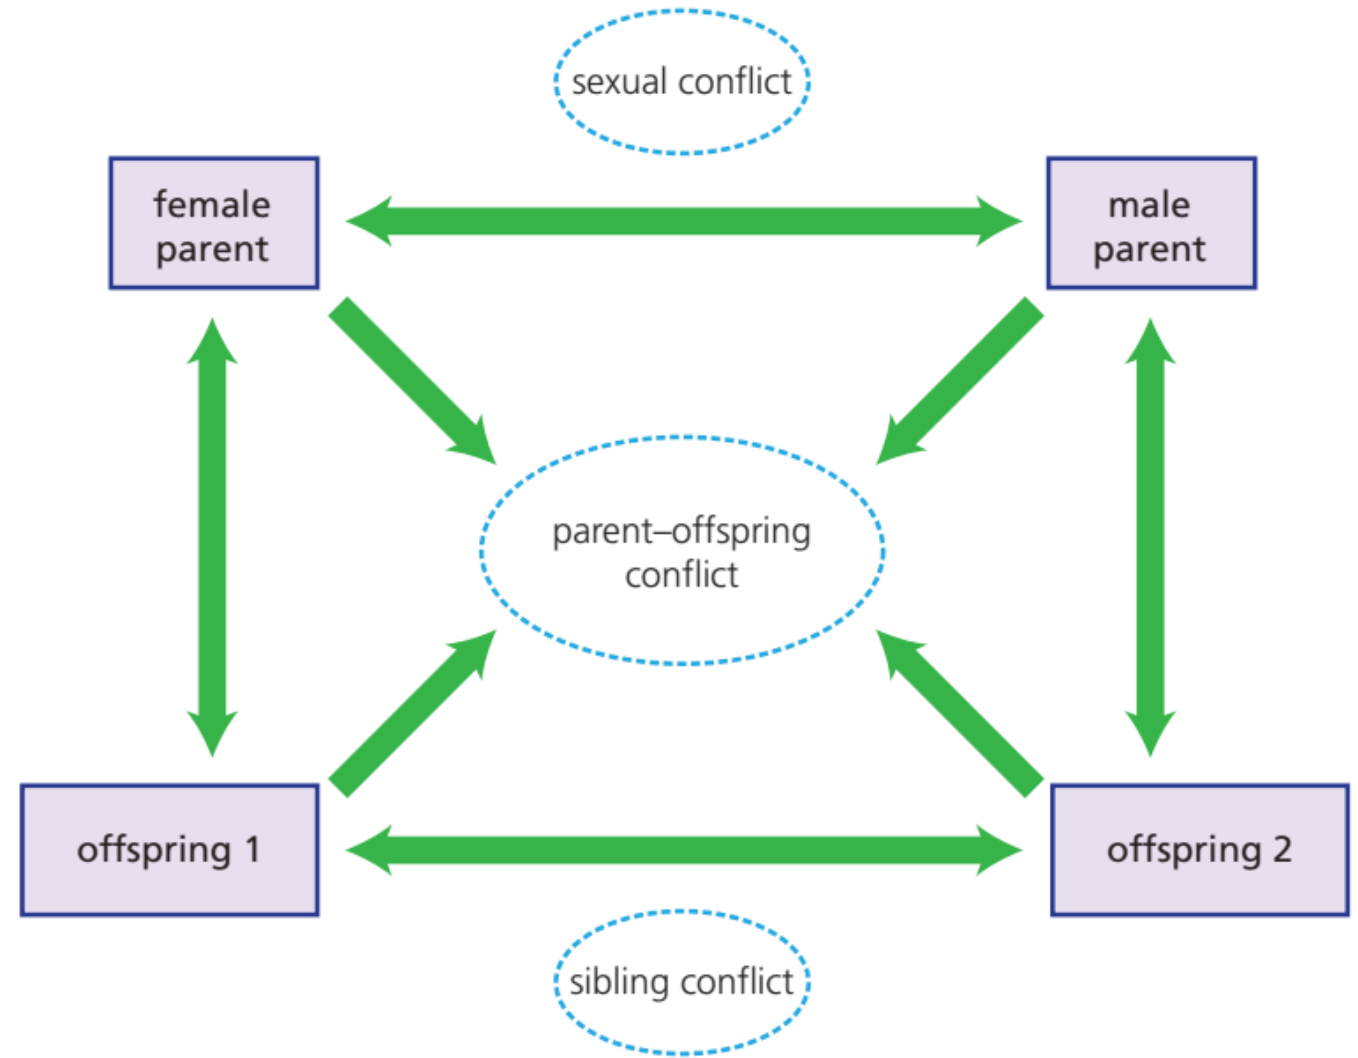 sexual conflict
female
parent
male
parent
parent–offspring
conflict
offspring 1
offspring 2
sibling conflict